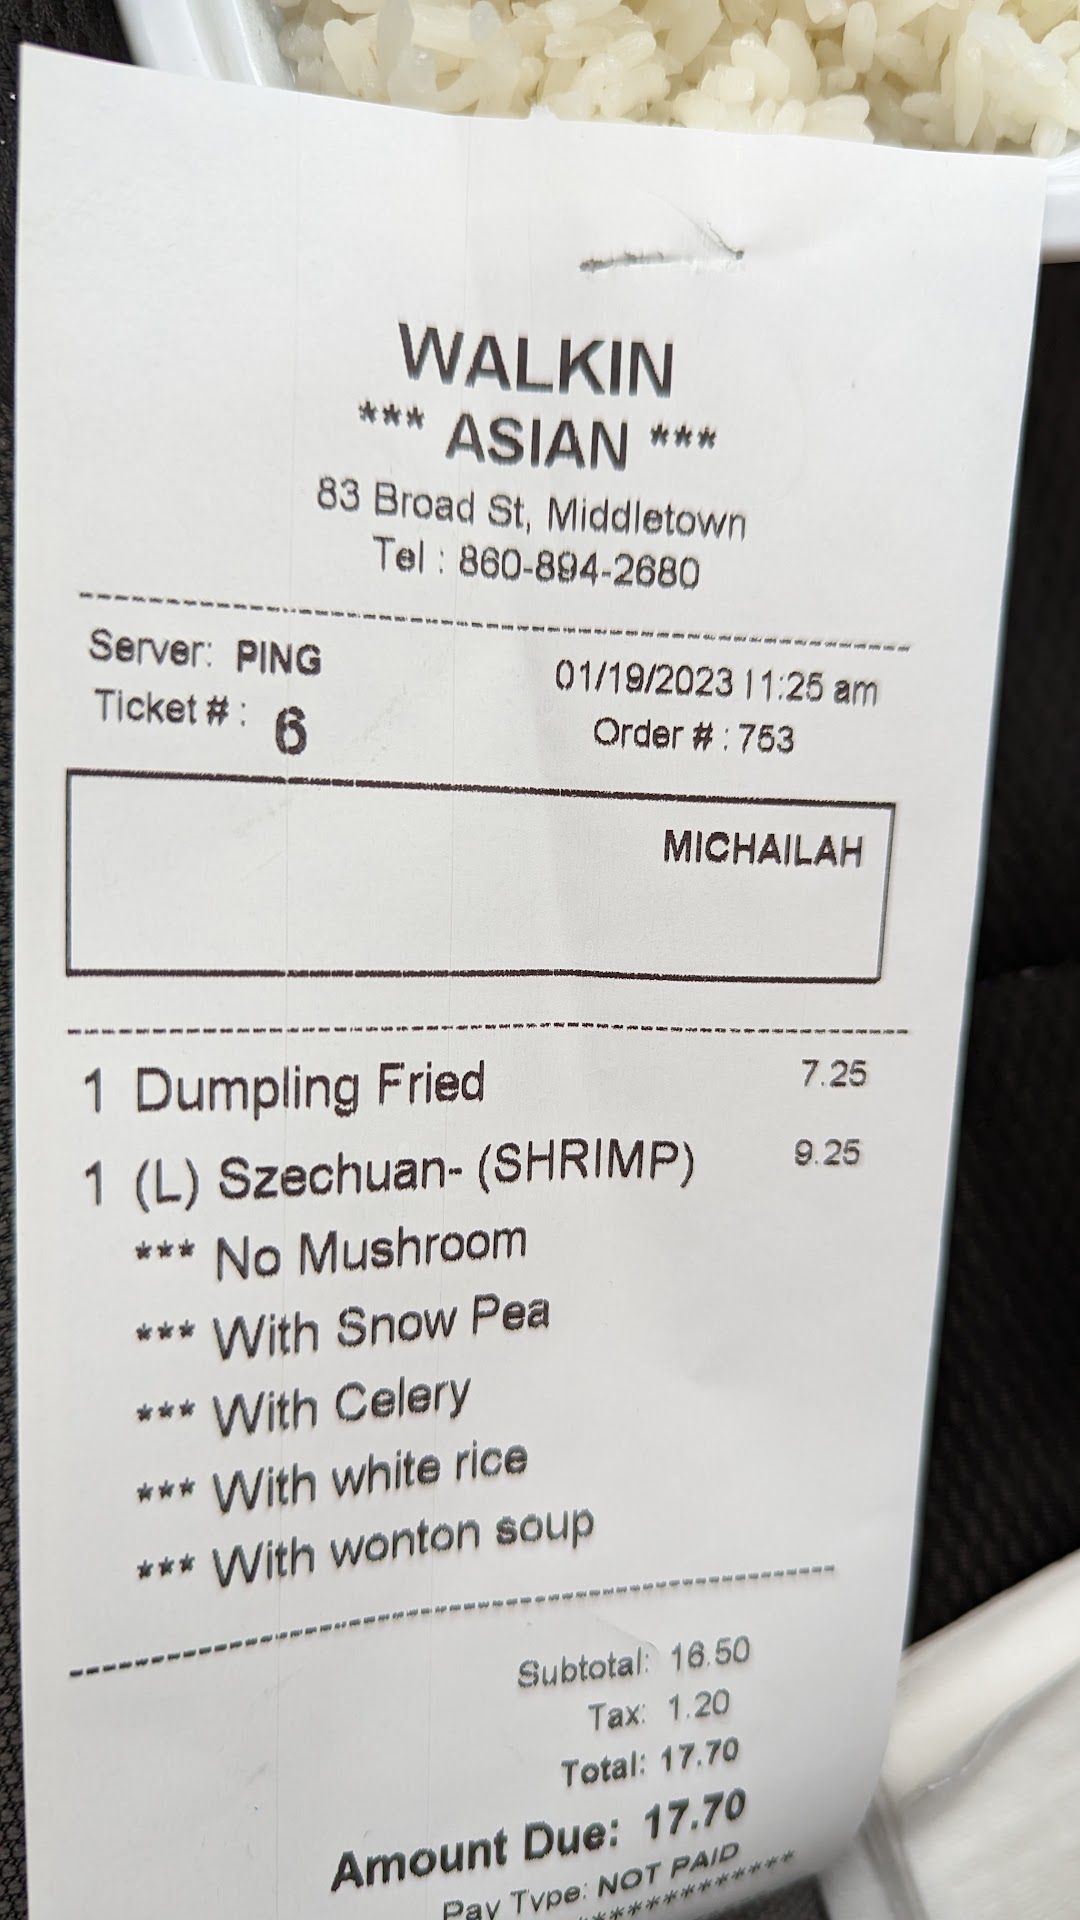 WALKIN
*** ASIAN ***
83 Broad St, Middletown
Tel : 860-894-2680
Server: PING
01/19/2023 11:25 am
Ticket # : 6
Order # : 753
MICHAILAH
1 Dumpling Fried 7.25
1 (L) Szechuan- (SHRIMP) 9.25
*** No Mushroom
*** With Snow Pea
*** With Celery
*** With white rice
*** With wonton soup
Subtotal: 16.50
Tax: 1.20
Total: 17.70
Amount Due: 17.70
Pay Type: NOT PAID